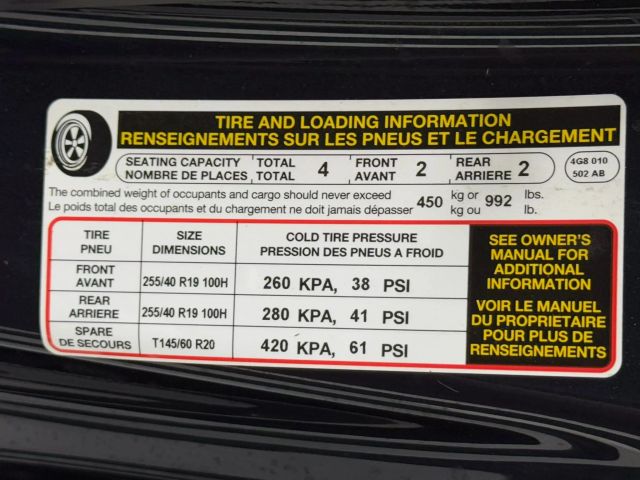 TIRE AND LOADING INFORMATION
RENSEIGNEMENTS SUR LES PNEUS ET LE CHARGEMENT
SEATING CAPACITY TOTAL 4 FRONT 2 REAR 2 4G8 010
NOMBRE DE PLACES TOTAL AVANT ARRIERE 502 AB
The combined weight of occupants and cargo should never exceed 450 kg or 992 lbs.
Le poids total des occupants et du chargement ne doit jamais dépasser kg ou lb.
TIRE SIZE COLD TIRE PRESSURE
PNEU DIMENSIONS PRESSION DES PNEUS A FROID
FRONT
AVANT 255/40 R19 100H 260 KPA, 38 PSI
REAR
ARRIERE 255/40 R19 100H 280 KPA, 41 PSI
SPARE
DE SECOURS T145/60 R20 420 KPA, 61 PSI
SEE OWNER'S
MANUAL FOR
ADDITIONAL
INFORMATION
VOIR LE MANUEL
DU PROPRIETAIRE
POUR PLUS DE
RENSEIGNEMENTS